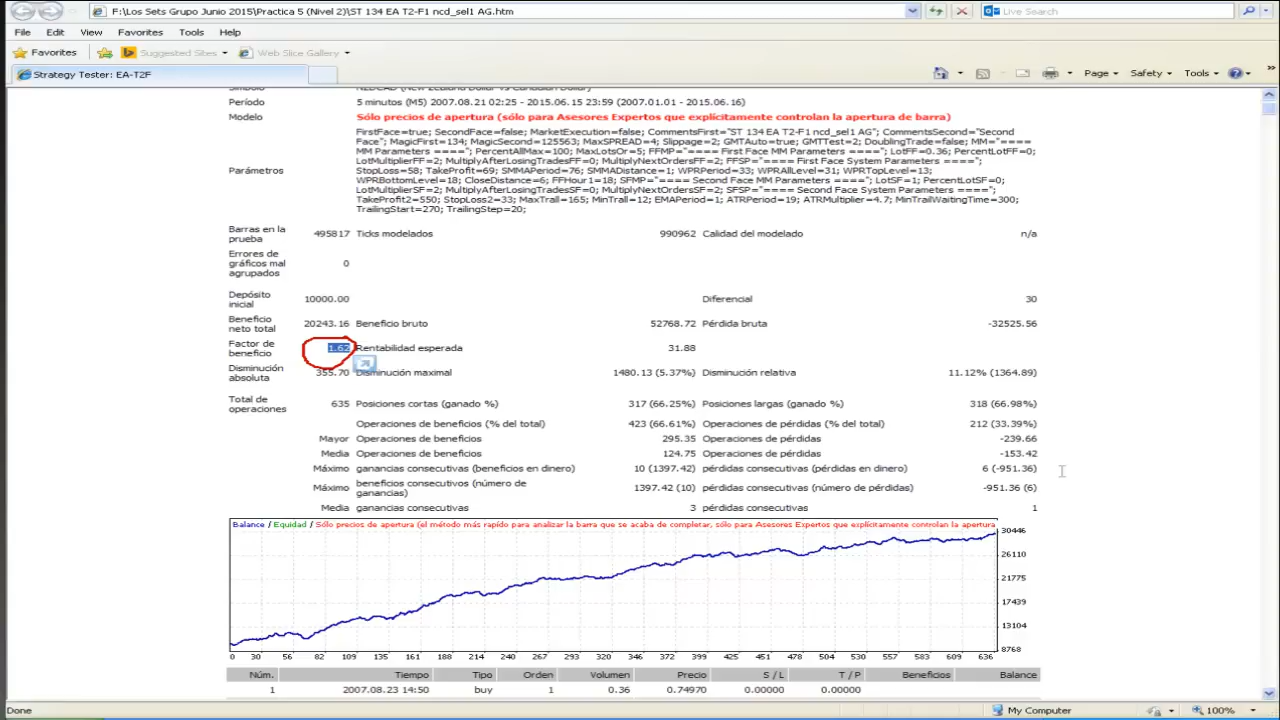 F:\Los Sets Grupo Junio 2015\Practica 5 (Nivel 2)\ST 134 EA T2-F1 ncd_sel1 AG.htm
Live Search
File Edit View Favorites Tools Help
Favorites Suggested Sites Web Slice Gallery
Strategy Tester: EA-T2F
Page Safety Tools
Período 5 minutos (M5) 2007.08.21 02:25 - 2015.06.15 23:59 (2007.01.01 - 2015.06.16)
Modelo Sólo precios de apertura (sólo para Asesores Expertos que explícitamente controlan la apertura de barra)
FirstFace=true; SecondFace=false; MarketExecution=false; CommentsFirst="ST 134 EA T2-F1 ncd_sel1 AG"; CommentsSecond="Second
Face"; MagicFirst=134; MagicSecond=125563; MaxSPREAD=4; Slippage=2; GMTAuto=true; GMTTest=2; DoublingTrade=false; MM="====
MM Parameters ===="; PercentAllMax=100; MaxLotsOr=5; FFMP="==== First Face MM Parameters ===="; LotFF=0.36; PercentLotFF=0;
LotMultiplierFF=2; MultiplyAfterLosingTradesFF=0; MultiplyNextOrdersFF=2; FFSP="==== First Face System Parameters ====";
Parámetros StopLoss=58; TakeProfit=69; SMMAPeriod=76; SMMADistance=1; WPRPeriod=33; WPRAllLevel=31; WPRTopLevel=13;
WPRBottomLevel=18; CloseDistance=6; FFHour1=18; SFMP="==== Second Face MM Parameters ===="; LotSF=1; PercentLotSF=0;
LotMultiplierSF=2; MultiplyAfterLosingTradesSF=0; MultiplyNextOrdersSF=2; SFSP="==== Second Face System Parameters ====";
TakeProfit2=550; StopLoss2=33; MaxTrall=165; MinTrall=12; EMAPeriod=1; ATRPeriod=19; ATRMultiplier=4.7; MinTrailWaitingTime=300;
TrailingStart=270; TrailingStep=20;
Barras en la prueba 495817 Ticks modelados 990962 Calidad del modelado n/a
Errores de gráficos mal agrupados 0
Depósito inicial 10000.00 Diferencial 30
Beneficio neto total 20243.16 Beneficio bruto 52768.72 Pérdida bruta -32525.56
Factor de beneficio 1.62 Rentabilidad esperada 31.88
Disminución absoluta 355.70 Disminución maximal 1480.13 (5.37%) Disminución relativa 11.12% (1364.89)
Total de operaciones 635 Posiciones cortas (ganado %) 317 (66.25%) Posiciones largas (ganado %) 318 (66.98%)
Operaciones de beneficios (% del total) 423 (66.61%) Operaciones de pérdidas (% del total) 212 (33.39%)
Mayor Operaciones de beneficios 295.35 Operaciones de pérdidas -239.66
Media Operaciones de beneficios 124.75 Operaciones de pérdidas -153.42
Máximo ganancias consecutivas (beneficios en dinero) 10 (1397.42) pérdidas consecutivas (pérdidas en dinero) 6 (-951.36)
Máximo beneficios consecutivos (número de ganancias) 1397.42 (10) pérdidas consecutivas (número de pérdidas) -951.36 (6)
Media ganancias consecutivas 3 pérdidas consecutivas 1
Balance / Equidad / Sólo precios de apertura (el método más rapido para analizar la barra que se acaba de completar, sólo para Asesores Expertos que explícitamente controlan la apertura
30446
26110
21775
17439
13104
8768
0 30 56 82 109 135 161 187 214 240 267 293 320 346 372 399 425 451 478 504 530 557 583 609 636
Núm. Tiempo Tipo Orden Volumen Precio S / L T / P Beneficios Balance
1 2007.08.23 14:50 buy 1 0.36 0.74970 0.00000 0.00000
Done My Computer 100%